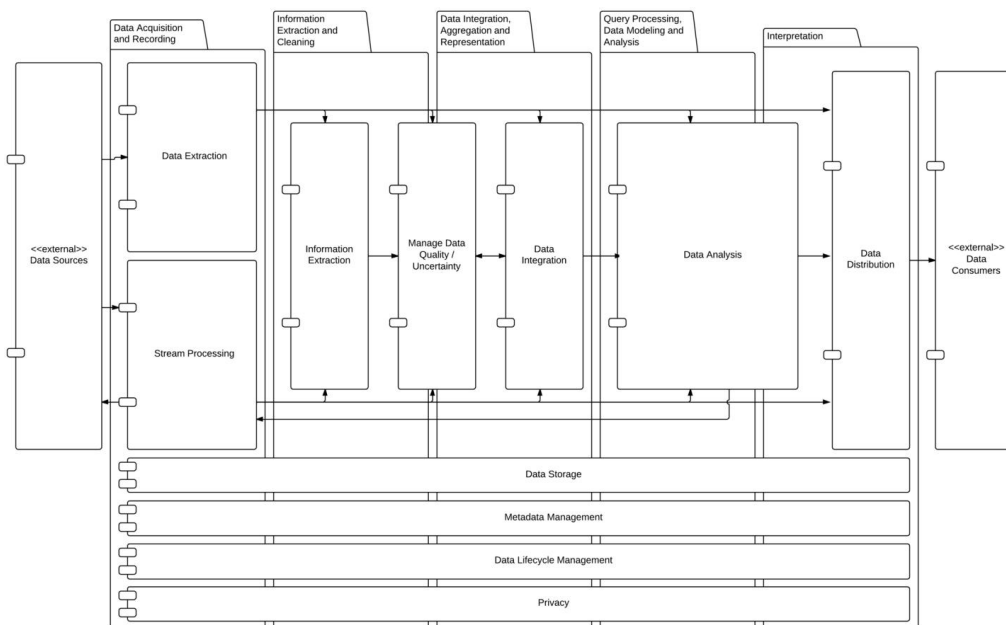 Data Acquisition
and Recording
Information
Extraction and
Cleaning
Data Integration,
Aggregation and
Representation
Query Processing,
Data Modeling and
Analysis
Interpretation
<<external>>
Data Sources
Data Extraction
Stream Processing
Information
Extraction
Manage Data
Quality /
Uncertainty
Data
Integration
Data Analysis
Data
Distribution
<<external>>
Data
Consumers
Data Storage
Metadata Management
Data Lifecycle Management
Privacy